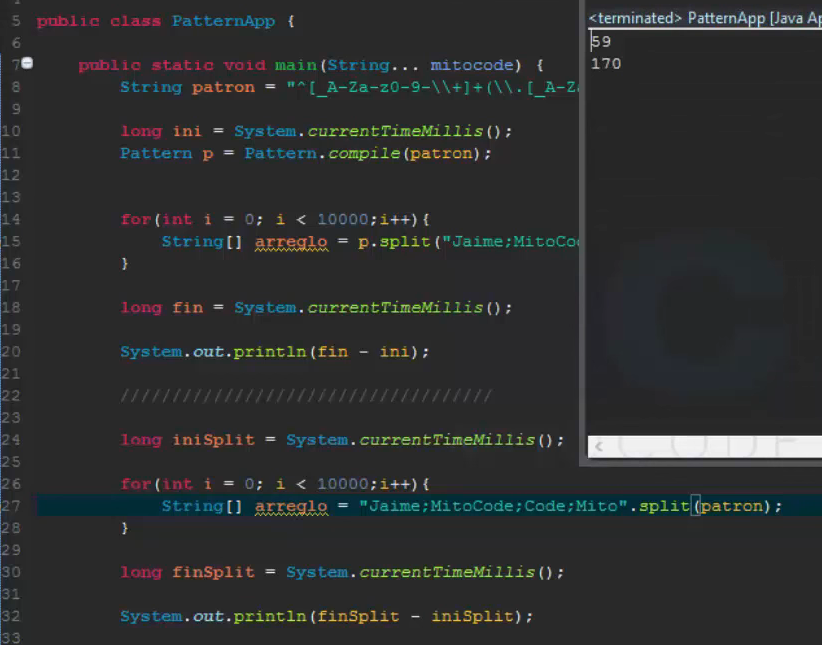 5 public class PatternApp {
6
7 public static void main(String... mitocode) {
8 String patron = "^[_A-Za-z0-9-\\+]+(\\.[_A-Za
9
10 long ini = System.currentTimeMillis();
11 Pattern p = Pattern.compile(patron);
12
13
14 for(int i = 0; i < 10000;i++){
15 String[] arreglo = p.split("Jaime;MitoCod
16 }
17
18 long fin = System.currentTimeMillis();
19
20 System.out.println(fin - ini);
21
22 ////////////////////////////////////
23
24 long iniSplit = System.currentTimeMillis();
25
26 for(int i = 0; i < 10000;i++){
27 String[] arreglo = "Jaime;MitoCode;Code;Mito".split(patron);
28 }
29
30 long finSplit = System.currentTimeMillis();
31
32 System.out.println(finSplit - iniSplit);
33
<terminated> PatternApp [Java Ap
59
170
CODE